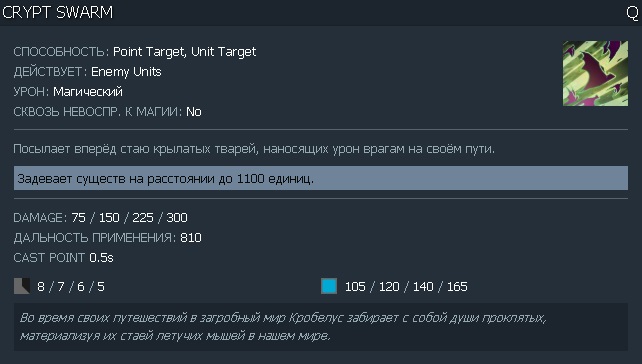 CRYPT SWARM Q
СПОСОБНОСТЬ: Point Target, Unit Target
ДЕЙСТВУЕТ: Enemy Units
УРОН: Магический
СКВОЗЬ НЕВОСПР. К МАГИИ: No
Посылает вперёд стаю крылатых тварей, наносящих урон врагам на своём пути.
Задевает существ на расстоянии до 1100 единиц.
DAMAGE: 75 / 150 / 225 / 300
ДАЛЬНОСТЬ ПРИМЕНЕНИЯ: 810
CAST POINT 0.5s
8 / 7 / 6 / 5 105 / 120 / 140 / 165
Во время своих путешествий в загробный мир Кробелус забирает с собой души проклятых,
материализуя их стаей летучих мышей в нашем мире.